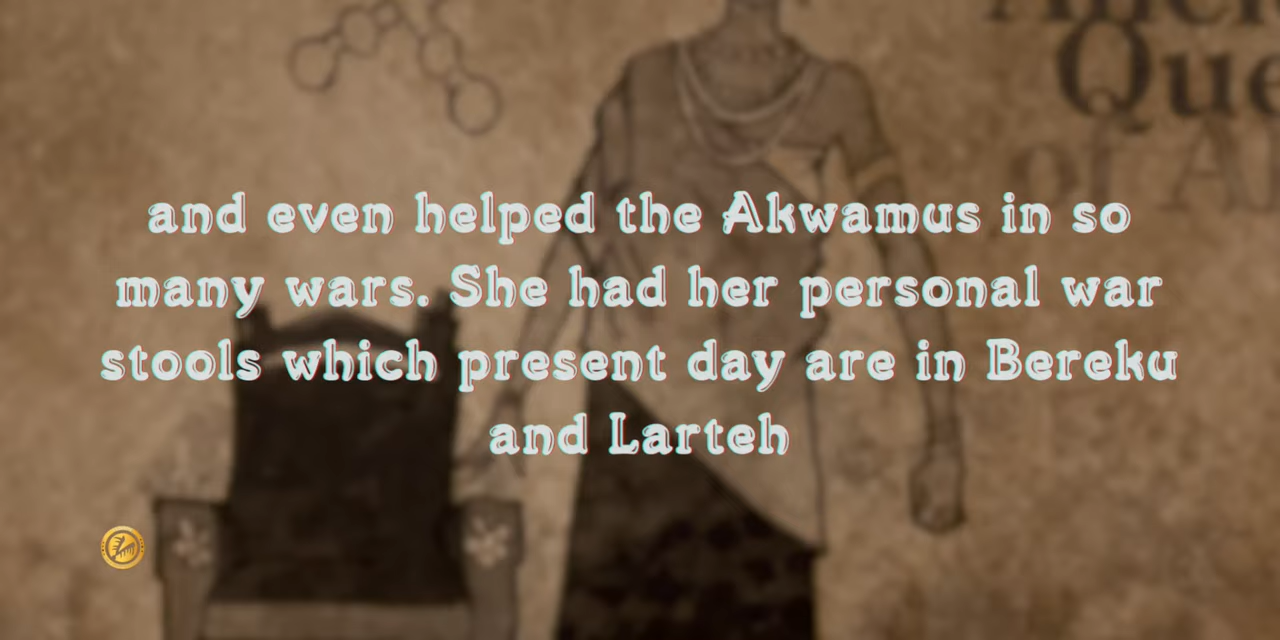 Que
and even helped the Akwamus in so
many wars. She had her personal war
stools which present day are in Bereku
and Larteh